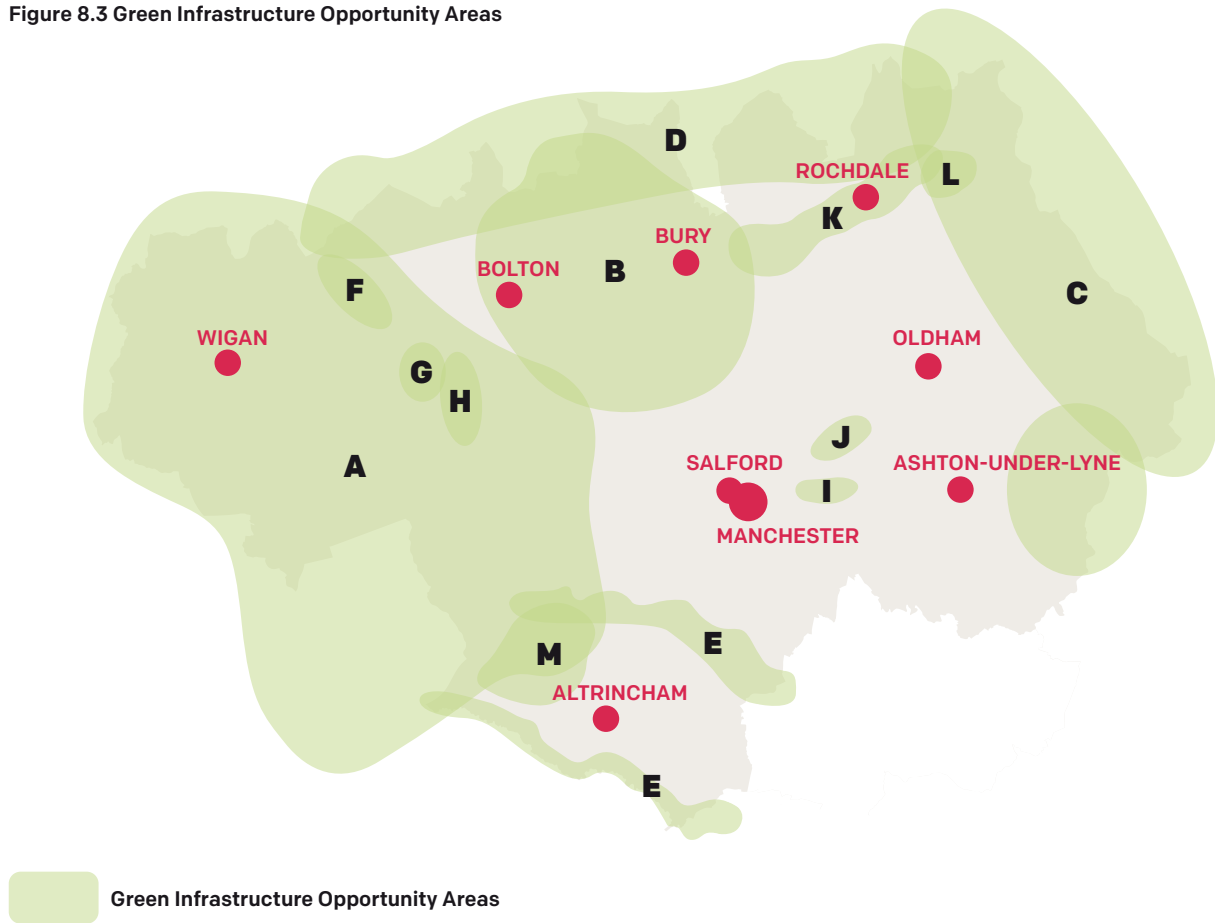 Figure 8.3 Green Infrastructure Opportunity Areas
D
ROCHDALE
L
K
BURY
BOLTON
B
F
C
WIGAN
OLDHAM
G
H
J
A
SALFORD
ASHTON-UNDER-LYNE
I
MANCHESTER
E
M
ALTRINCHAM
E
Green Infrastructure Opportunity Areas